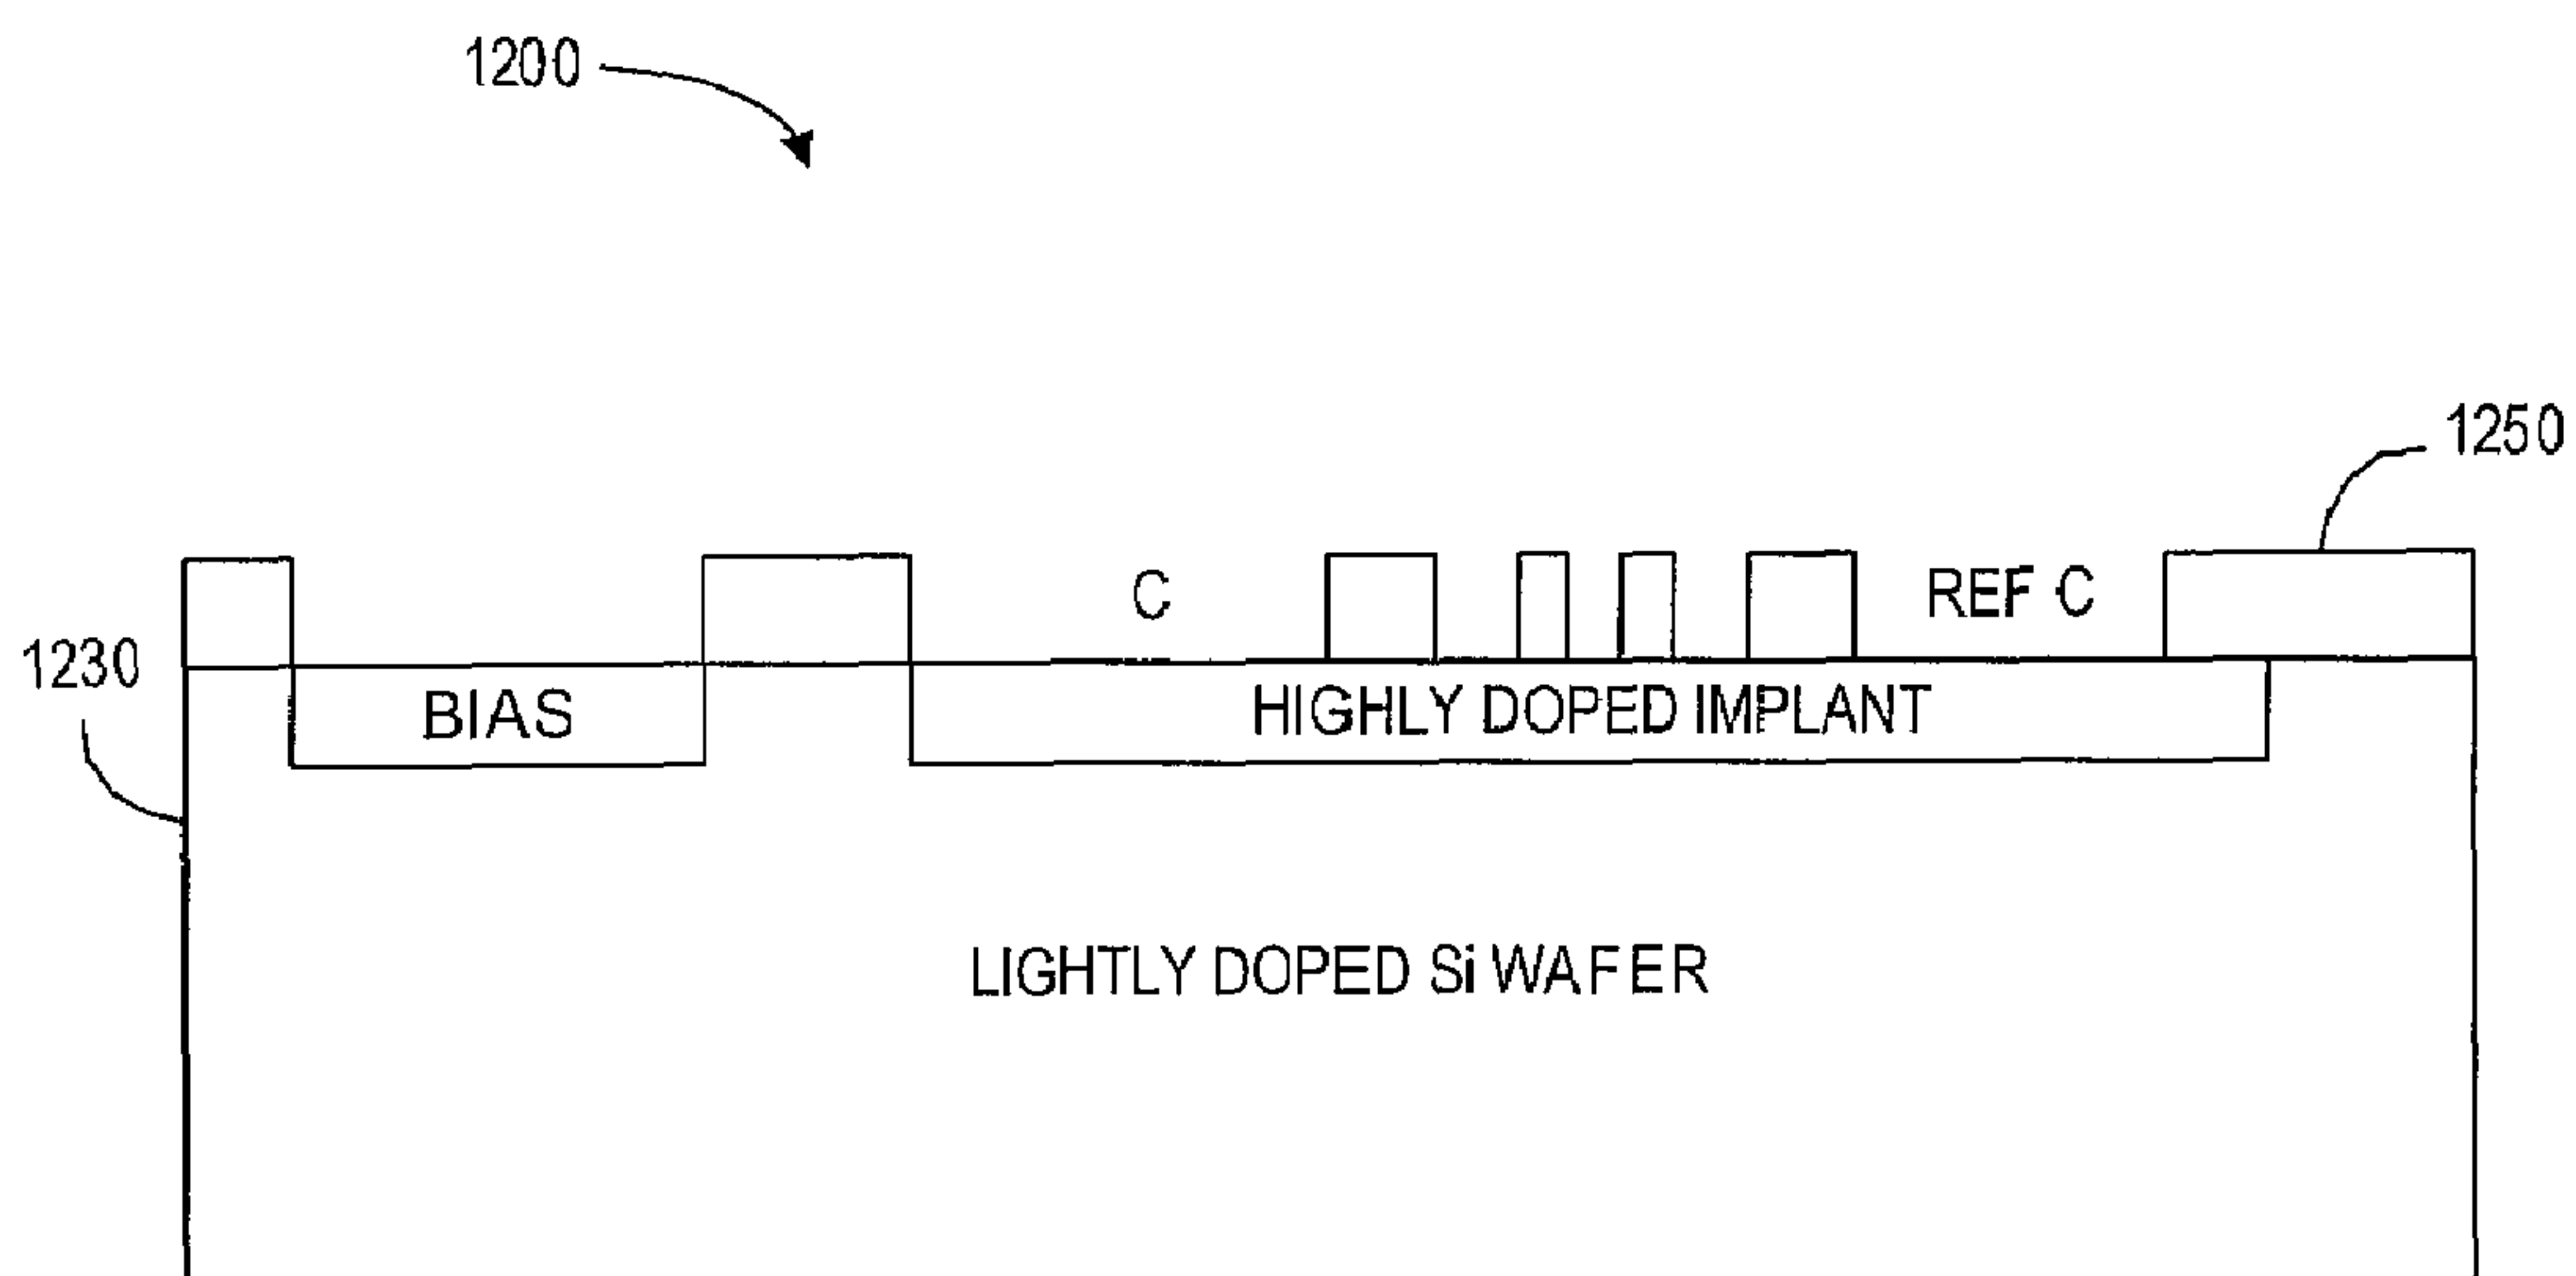 1200
1250
C
REF C
1230
BIAS
HIGHLY DOPED IMPLANT
LIGHTLY DOPED Si WAFER